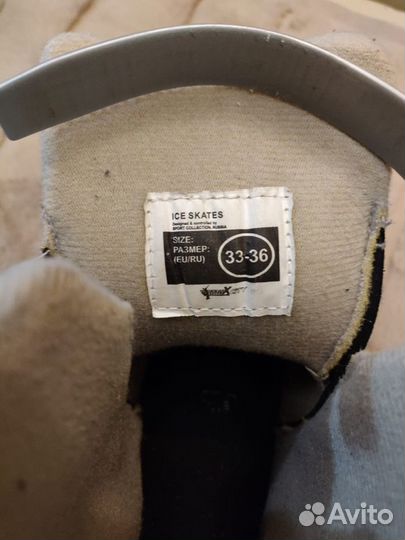 ICE SKATES
Designed & controlled by
SPORT COLLECTION, RUSSIA
SIZE:
РАЗМЕР:
(EU/RU)
33-36
Avito